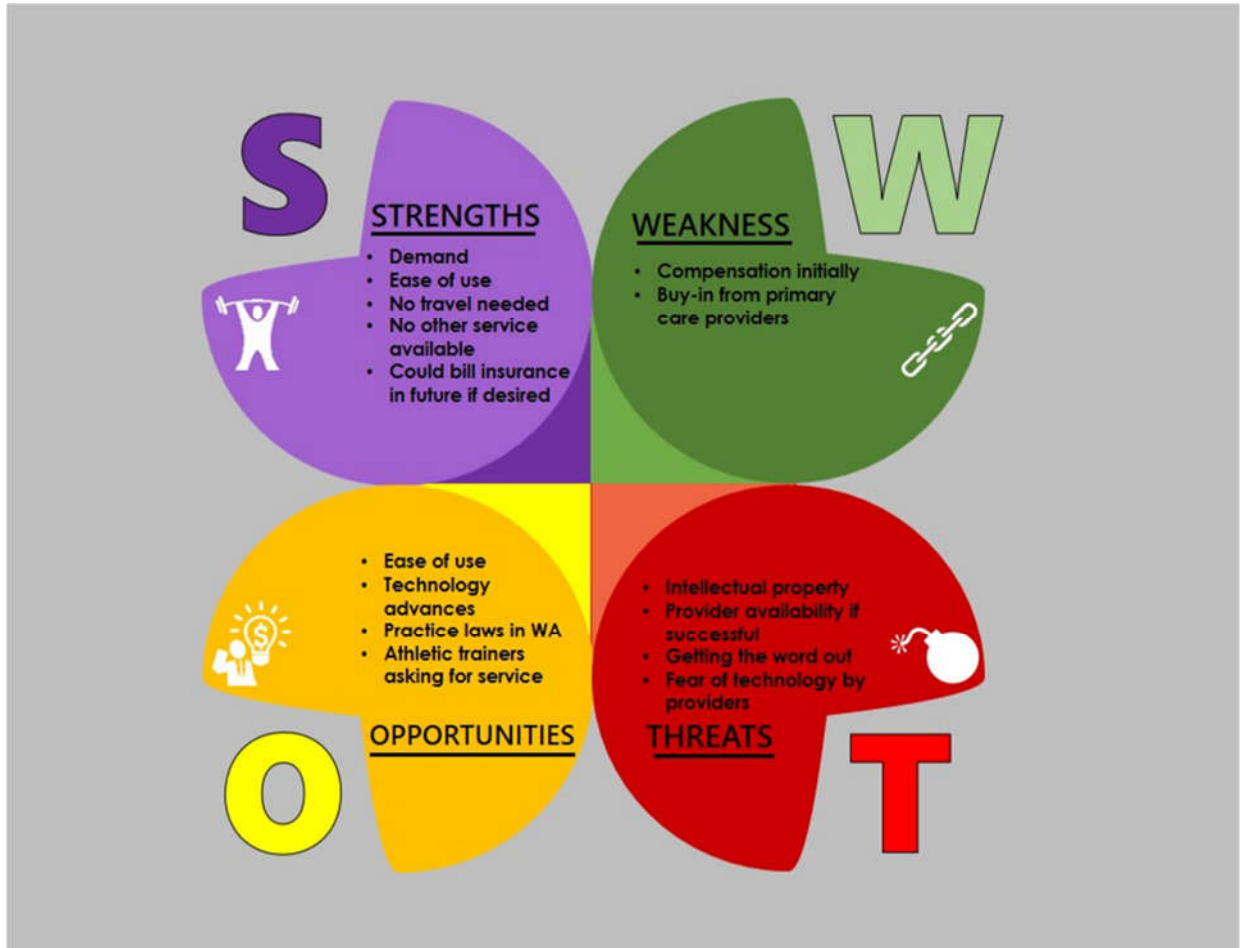 S
STRENGTHS
• Demand
• Ease of use
• No travel needed
• No other service
available
• Could bill insurance
in future if desired
W
WEAKNESS
• Compensation initially
• Buy-in from primary
care providers
• Ease of use
• Technology
advances
• Practice laws in WA
• Athletic trainers
asking for service
OPPORTUNITIES
O
$
• Intellectual property
• Provider availability if
successful
• Getting the word out
• Fear of technology by
providers
THREATS
T